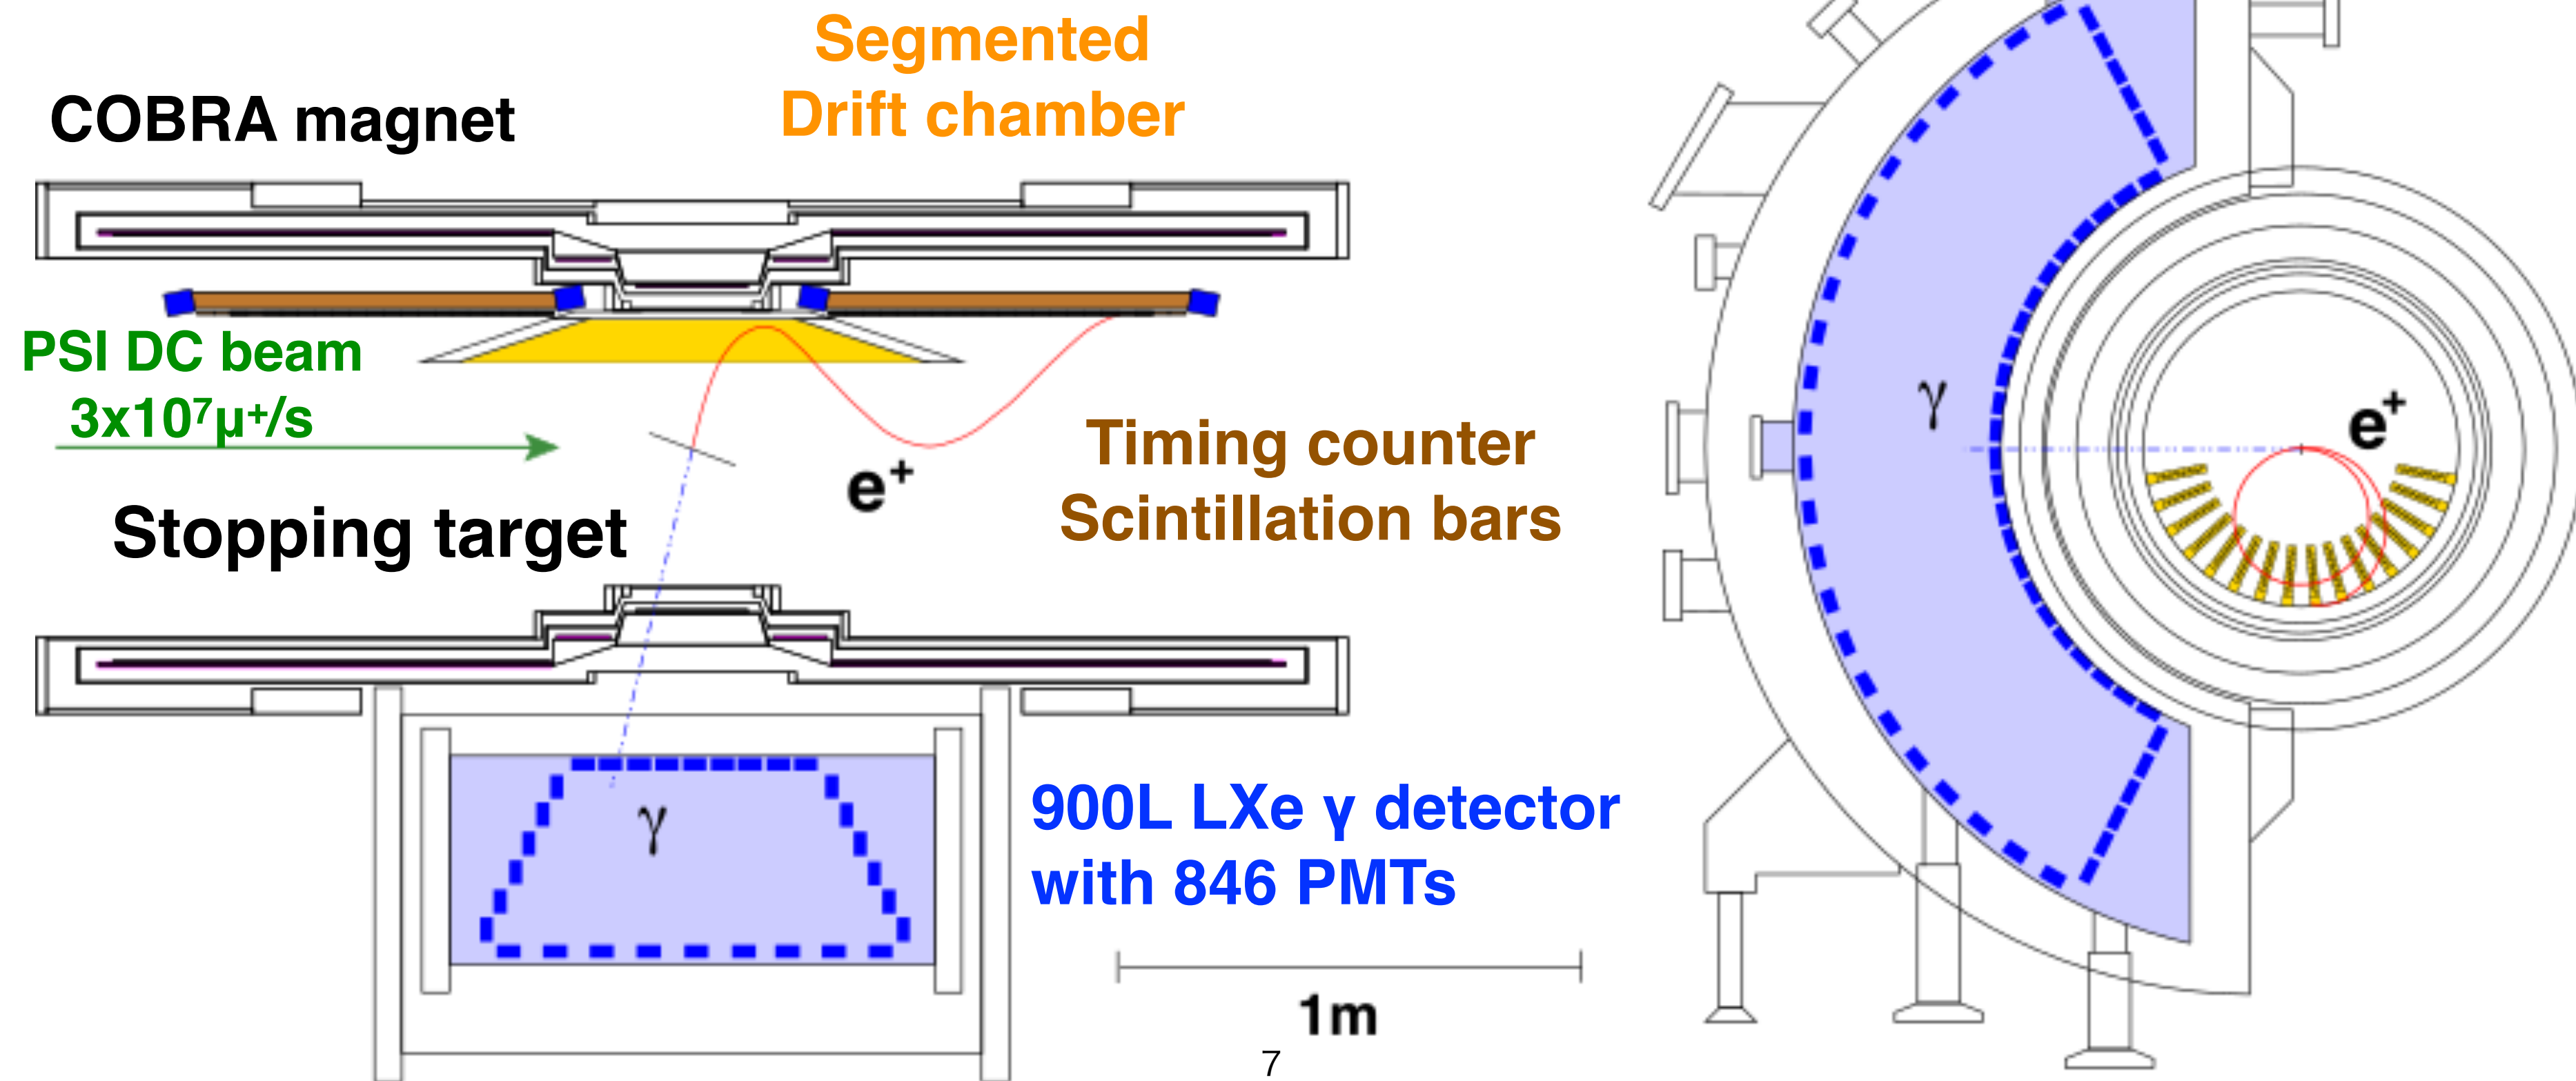 Segmented
Drift chamber
COBRA magnet
PSI DC beam
3x10⁷μ⁺/s
e⁺
Timing counter
Scintillation bars
Stopping target
γ
900L LXe γ detector
with 846 PMTs
1m
γ
e⁺
7